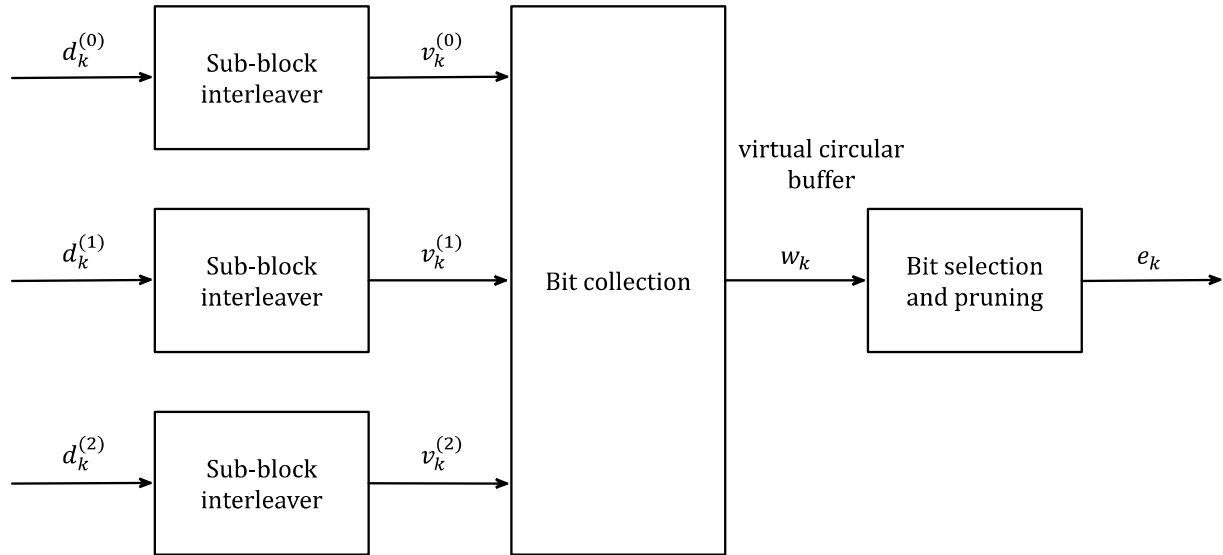 d_k^{(0)}
Sub-block
interleaver
v_k^{(0)}
d_k^{(1)}
Sub-block
interleaver
v_k^{(1)}
d_k^{(2)}
Sub-block
interleaver
v_k^{(2)}
Bit collection
virtual circular
buffer
w_k
Bit selection
and pruning
e_k